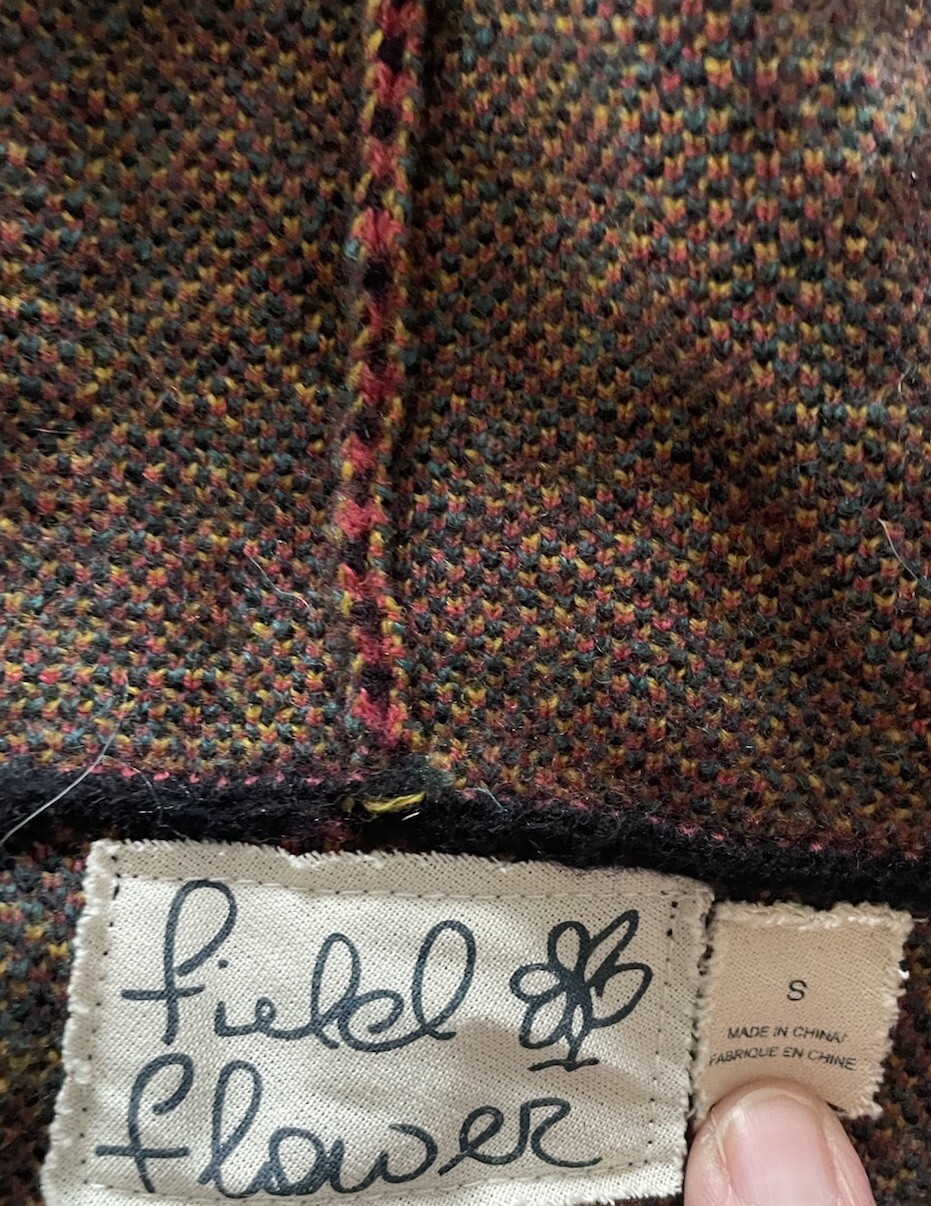 field
flower
S
MADE IN CHINA/
FABRIQUE EN CHINE